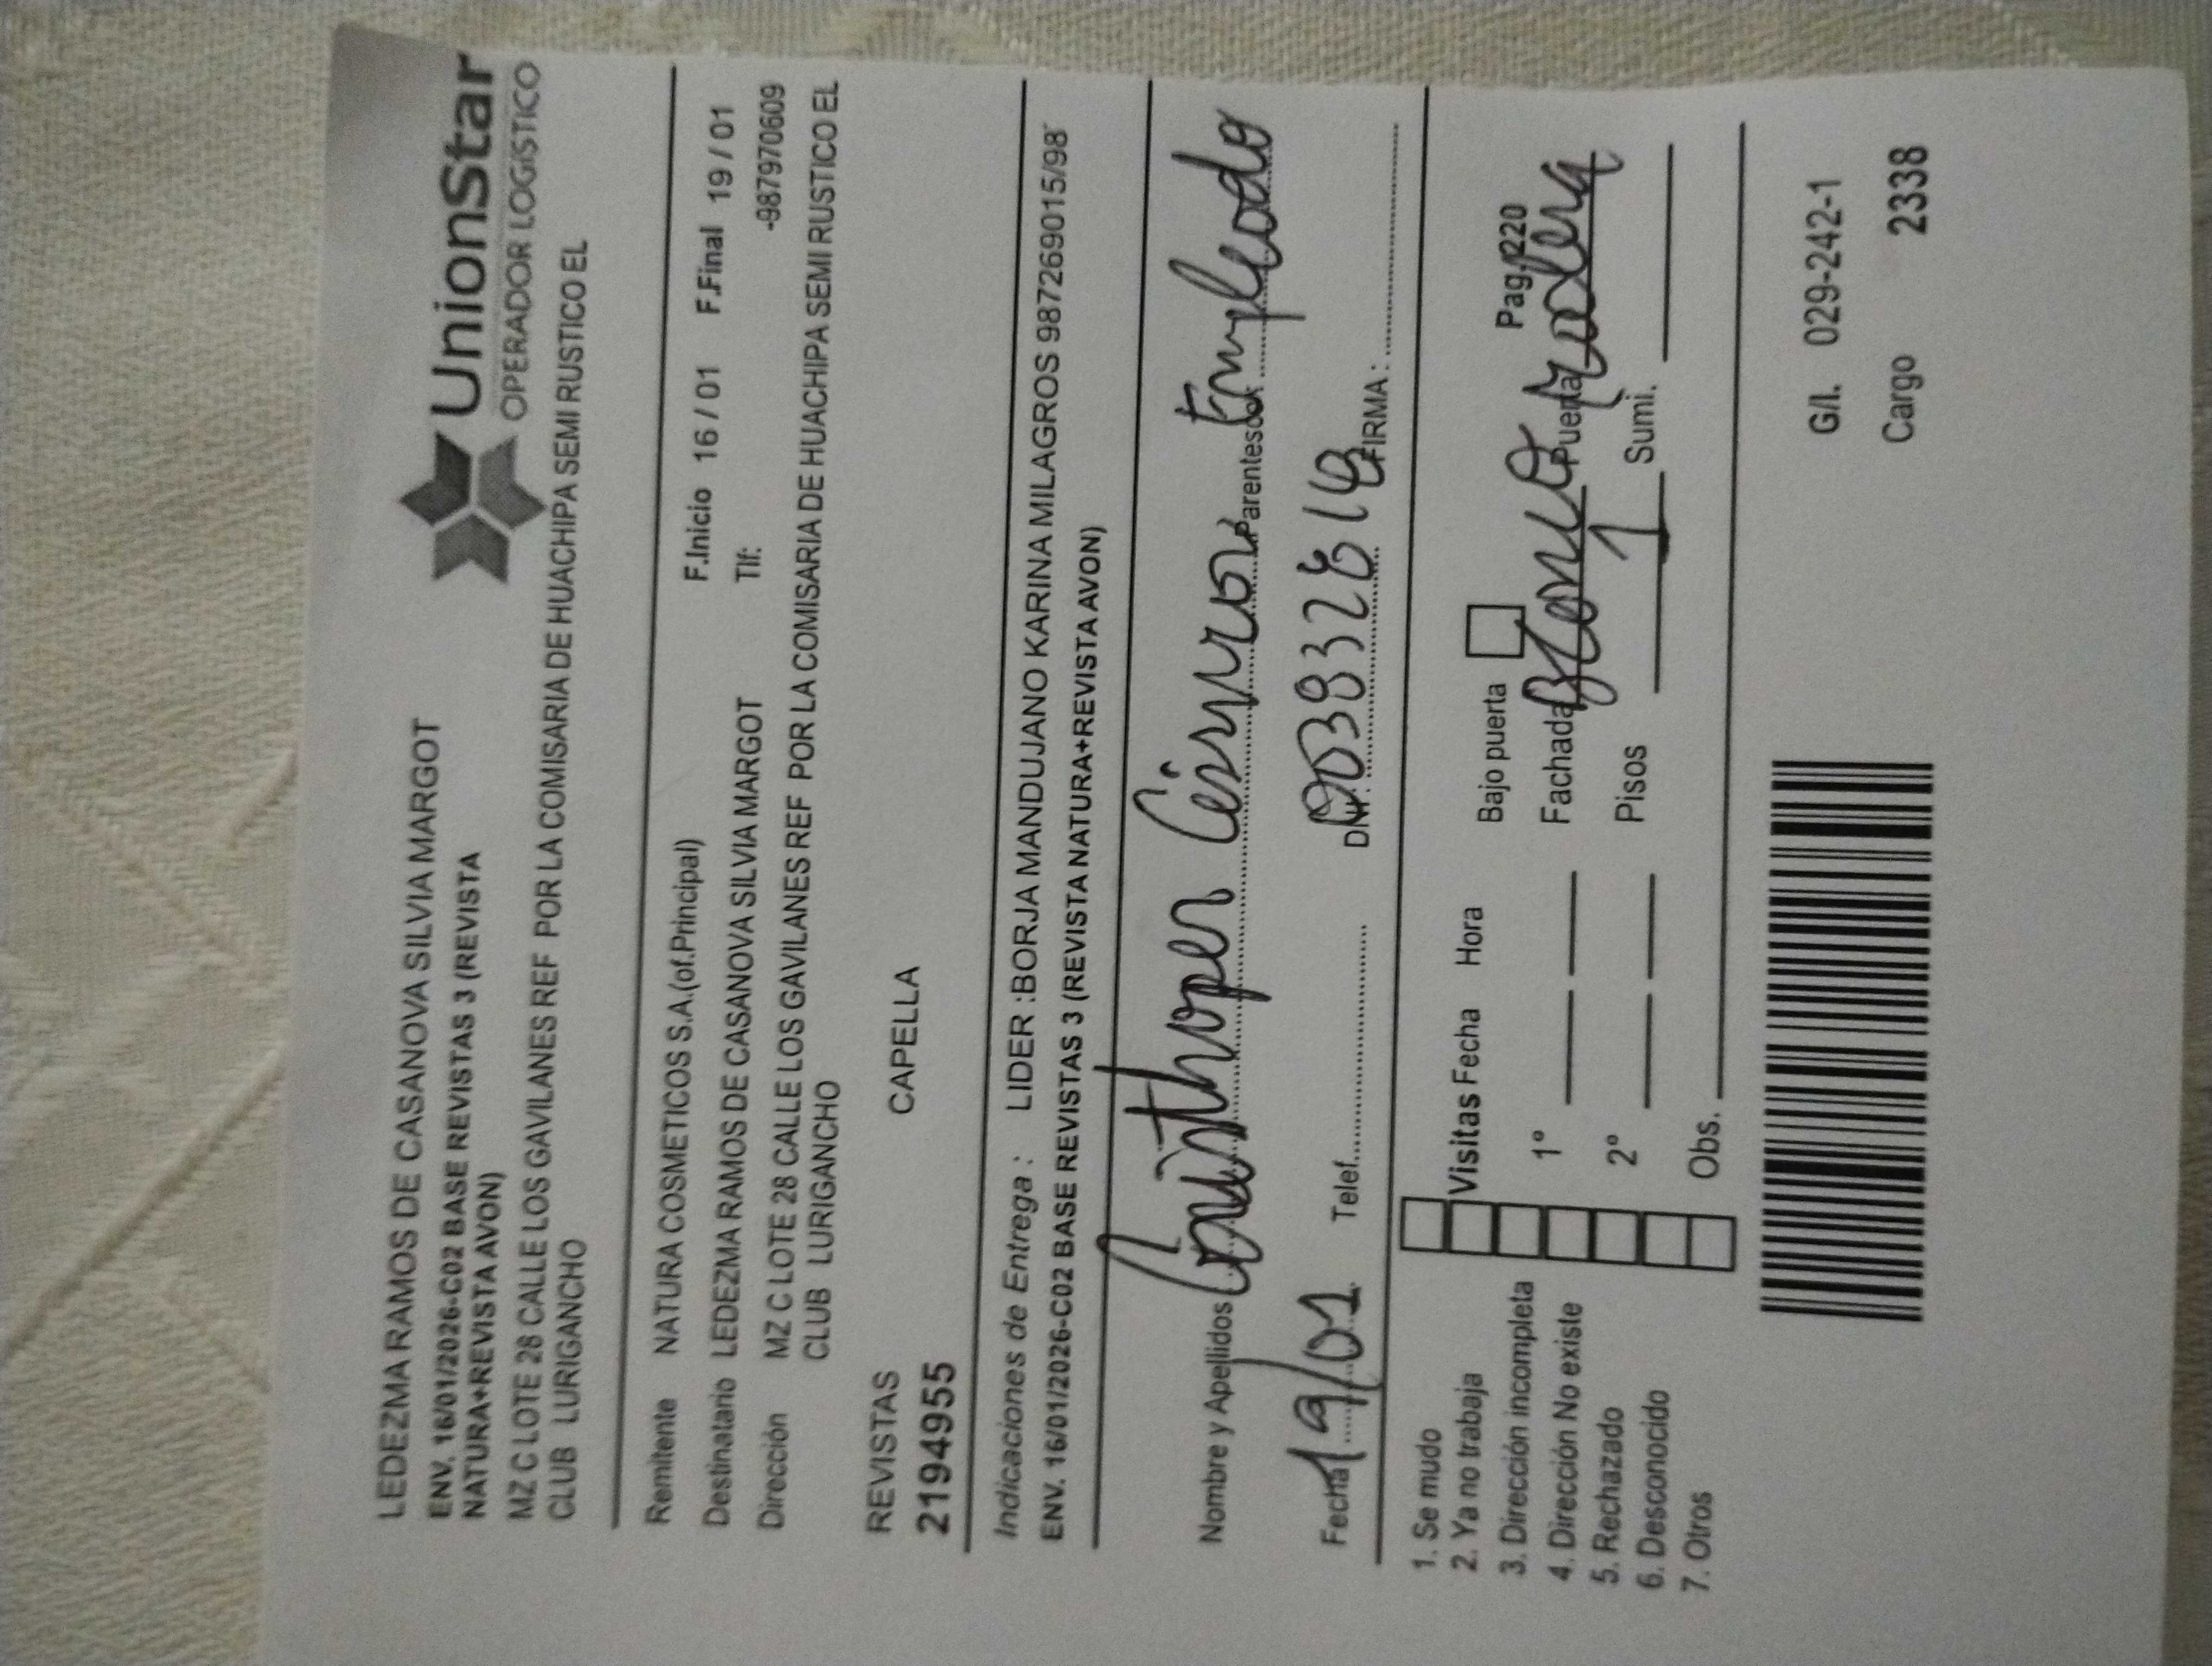 LEDEZMA RAMOS DE CASANOVA SILVIA MARGOT
UnionStar
OPERADOR LOGÍSTICO
ENV. 16/01/2026-C02 BASE REVISTAS 3 (REVISTA
NATURA+REVISTA AVON)
MZ C LOTE 28 CALLE LOS GAVILANES REF POR LA COMISARIA DE HUACHIPA SEMI RUSTICO EL
CLUB LURIGANCHO
Remitente NATURA COSMETICOS S.A.(of.Principal) F.Inicio 16 / 01 F.Final 19 / 01
Destinatario LEDEZMA RAMOS DE CASANOVA SILVIA MARGOT Tlf: -987970609
Dirección MZ C LOTE 28 CALLE LOS GAVILANES REF POR LA COMISARIA DE HUACHIPA SEMI RUSTICO EL
CLUB LURIGANCHO
REVISTAS CAPELLA
2194955
Indicaciones de Entrega : LIDER :BORJA MANDUJANO KARINA MILAGROS 987269015/98
ENV. 16/01/2026-C02 BASE REVISTAS 3 (REVISTA NATURA+REVISTA AVON)
Nombre y Apellidos Parentesco Empleado
Fecha 19/01 Telef. DNI: FIRMA :
1. Se mudo
2. Ya no trabaja
3. Dirección incompleta
4. Dirección No existe
5. Rechazado
6. Desconocido
7. Otros
Visitas Fecha Hora Bajo puerta Pag.1220
1° Fachada Puerta
2° Pisos 1 Sumi.
Obs.
G/I. 029-242-1
Cargo 2338